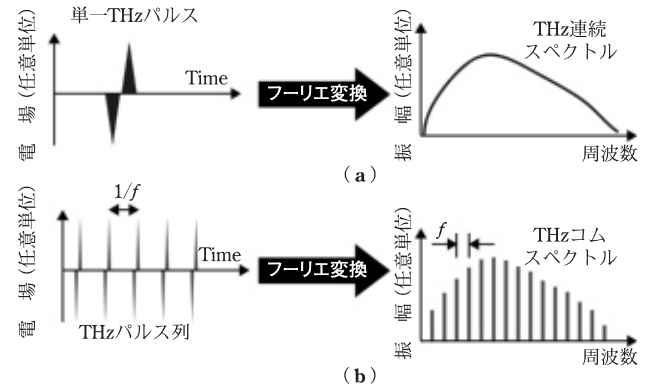 単一THzパルス
電 場(任意単位)
Time
フーリエ変換
THz連続
スペクトル
振 幅(任意単位)
周波数
(a)
1/f
電 場(任意単位)
Time
THzパルス列
フーリエ変換
f
THzコム
スペクトル
振 幅(任意単位)
周波数
(b)